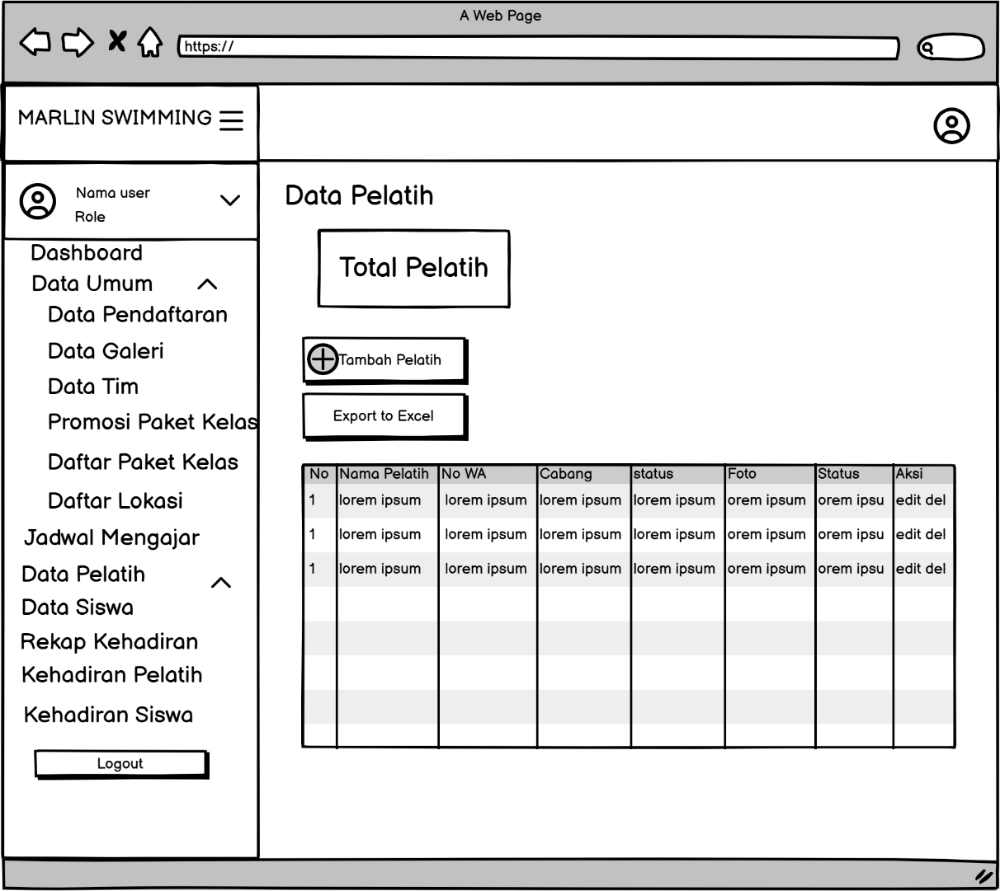 A Web Page
https://
MARLIN SWIMMING
Nama user
Role
Dashboard
Data Umum
Data Pendaftaran
Data Galeri
Data Tim
Promosi Paket Kelas
Daftar Paket Kelas
Daftar Lokasi
Jadwal Mengajar
Data Pelatih
Data Siswa
Rekap Kehadiran
Kehadiran Pelatih
Kehadiran Siswa
Logout
Data Pelatih
Total Pelatih
Tambah Pelatih
Export to Excel
No Nama Pelatih No WA Cabang status Foto Status Aksi
1 lorem ipsum lorem ipsum lorem ipsum lorem ipsum orem ipsum orem ipsu edit del
1 lorem ipsum lorem ipsum lorem ipsum lorem ipsum orem ipsum orem ipsu edit del
1 lorem ipsum lorem ipsum lorem ipsum lorem ipsum orem ipsum orem ipsu edit del